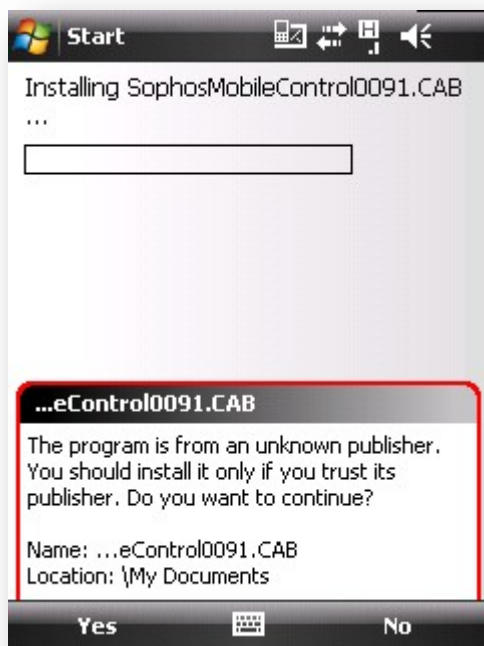 Start
Installing SophosMobileControl0091.CAB
...
...eControl0091.CAB
The program is from an unknown publisher.
You should install it only if you trust its
publisher. Do you want to continue?
Name: ...eControl0091.CAB
Location: \My Documents
Yes
No